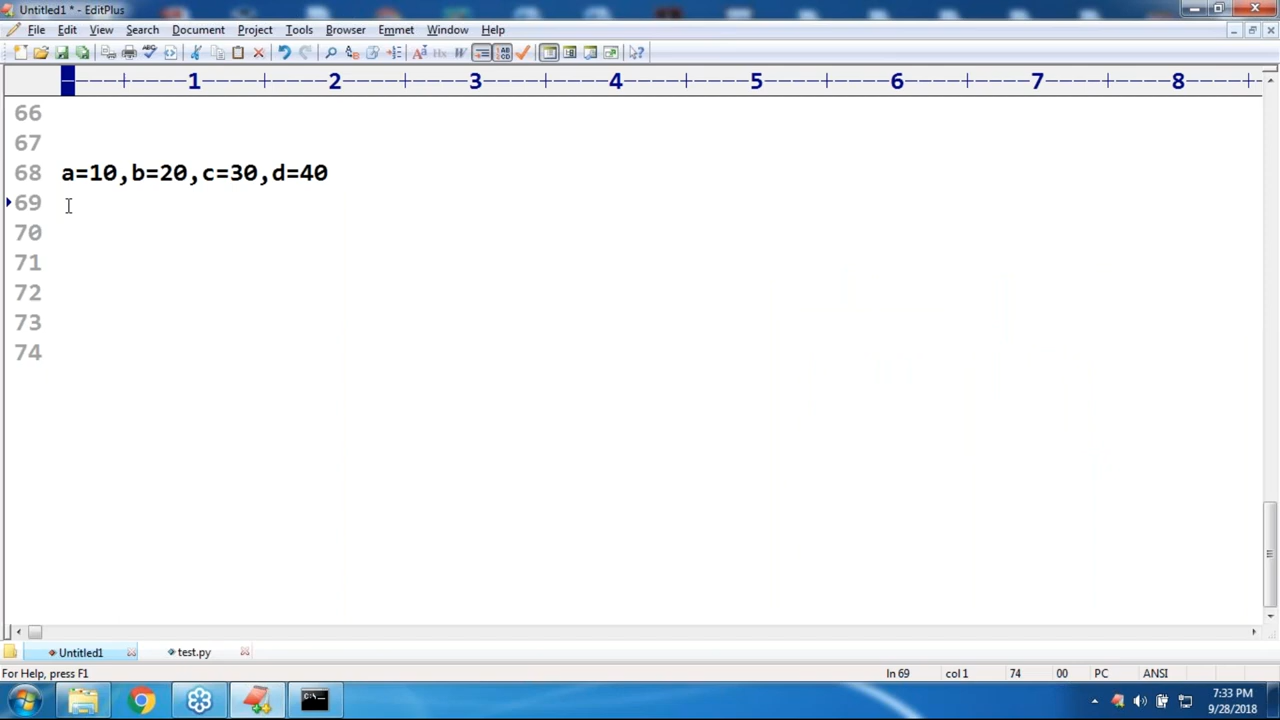 Untitled1 * - EditPlus
File Edit View Search Document Project Tools Browser Emmet Window Help
----+----1----+----2----+----3----+----4----+----5----+----6----+----7----+----8----+-
66
67
68 a=10,b=20,c=30,d=40
69
70
71
72
73
74
Untitled1 test.py
For Help, press F1 ln 69 col 1 74 00 PC ANSI
7:33 PM
9/28/2018